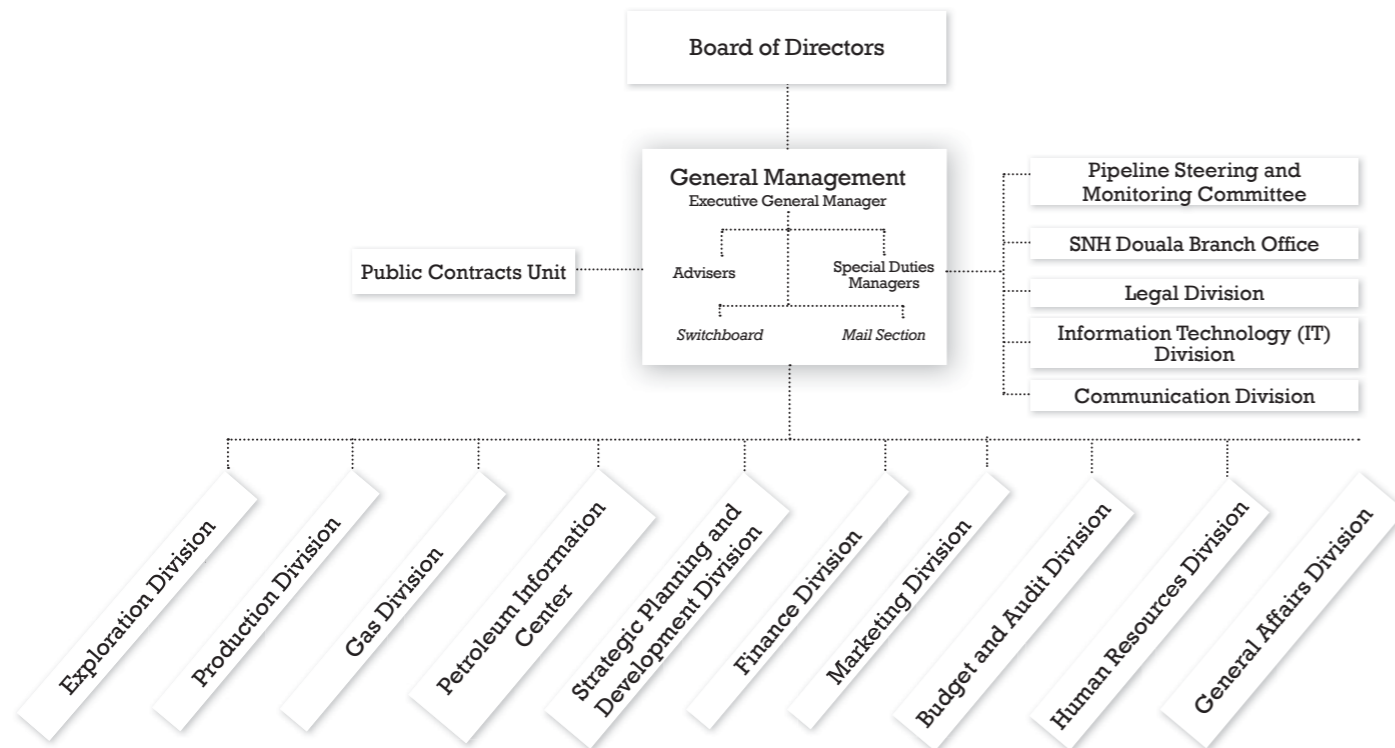 Board of Directors
General Management
Executive General Manager
Advisers
Special Duties
Managers
Switchboard
Mail Section
Public Contracts Unit
Pipeline Steering and
Monitoring Committee
SNH Douala Branch Office
Legal Division
Information Technology (IT)
Division
Communication Division
Exploration Division
Production Division
Gas Division
Petroleum Information
Center
Strategic Planning and
Development Division
Finance Division
Marketing Division
Budget and Audit Division
Human Resources Division
General Affairs Division